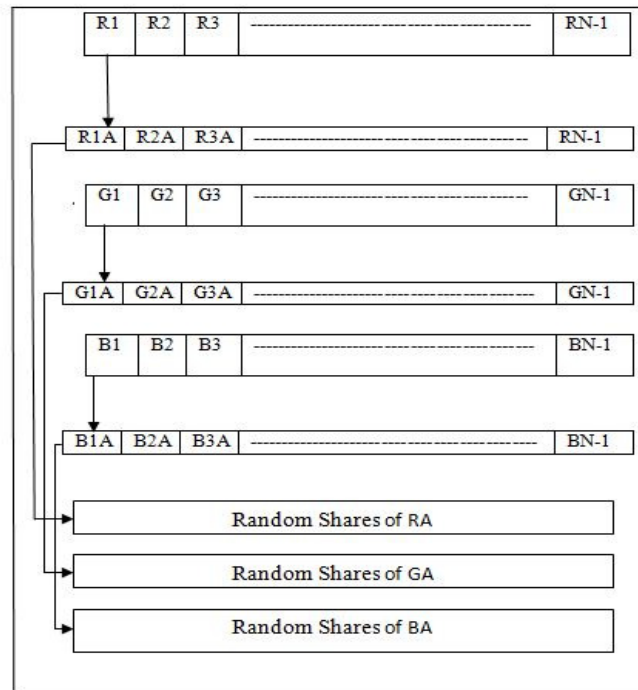 R1 R2 R3 ------------------------------------------------ RN-1
R1A R2A R3A ------------------------------------------------ RN-1
G1 G2 G3 ------------------------------------------------ GN-1
G1A G2A G3A ------------------------------------------------ GN-1
B1 B2 B3 ------------------------------------------------ BN-1
B1A B2A B3A ------------------------------------------------ BN-1
Random Shares of RA
Random Shares of GA
Random Shares of BA